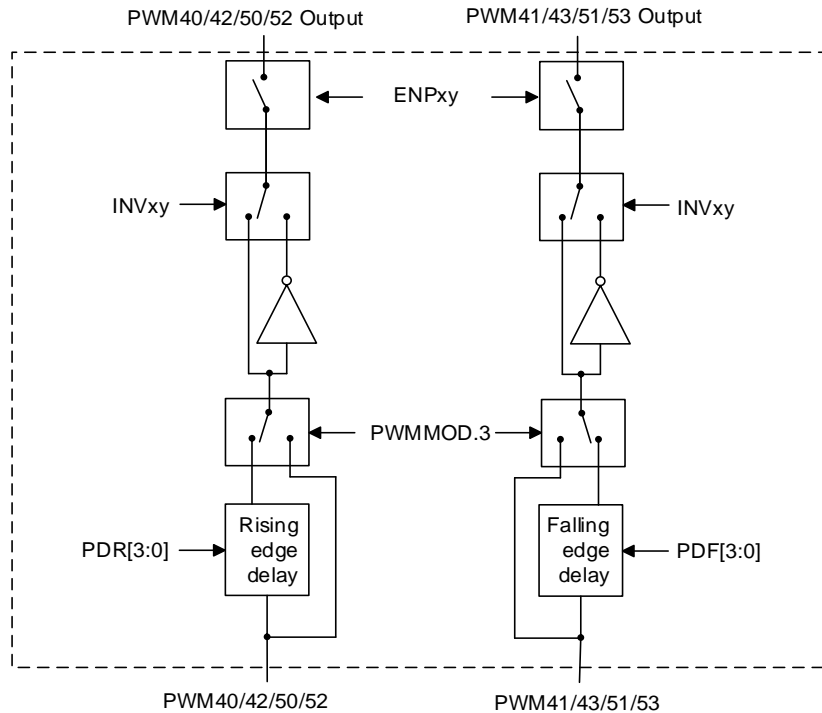 PWM40/42/50/52 Output
PWM41/43/51/53 Output
ENPxy
INVxy
INVxy
PWMMOD.3
PDR[3:0]
Rising
edge
delay
Falling
edge
delay
PDF[3:0]
PWM40/42/50/52
PWM41/43/51/53